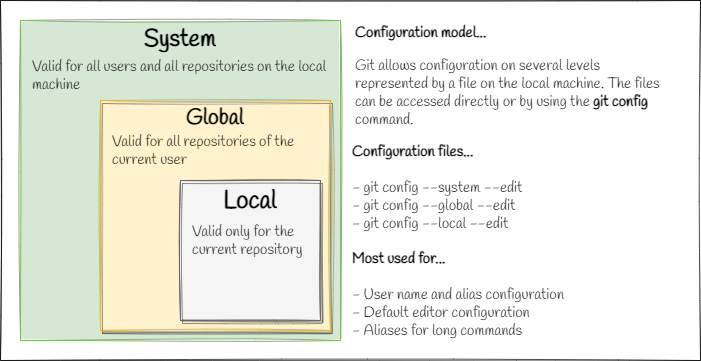 System
Valid for all users and all repositories on the local
machine
Global
Valid for all repositories of the
current user
Local
Valid only for the
current repository
Configuration model...
Git allows configuration on several levels
represented by a file on the local machine. The files
can be accessed directly or by using the git config
command.
Configuration files...
- git config --system --edit
- git config --global --edit
- git config --local --edit
Most used for...
- User name and alias configuration
- Default editor configuration
- Aliases for long commands